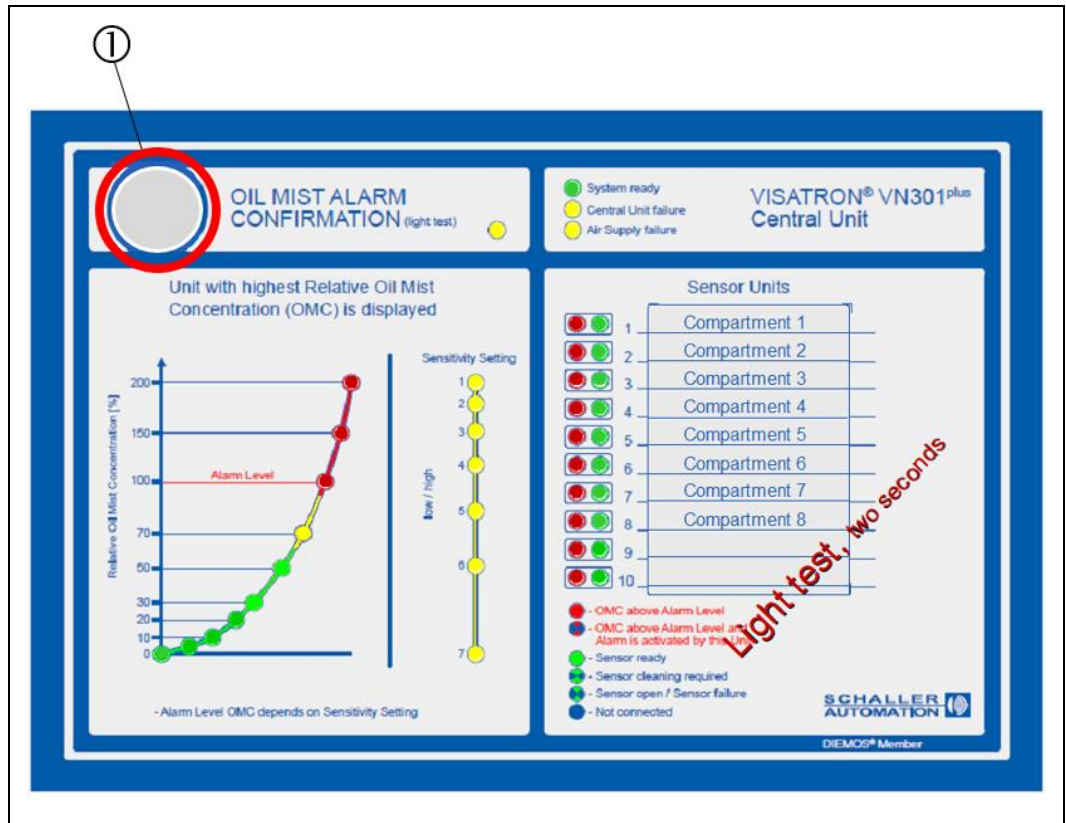 ①
OIL MIST ALARM
CONFIRMATION (light test)
System ready
Central Unit failure
Air Supply failure
VISATRON® VN301plus
Central Unit
Unit with highest Relative Oil Mist
Concentration (OMC) is displayed
Relative Oil Mist Concentration [%]
200
150
100
70
50
30
20
10
0
Alarm Level
Sensitivity Setting
low / high
1
2
3
4
5
6
7
- Alarm Level OMC depends on Sensitivity Setting
Sensor Units
1 Compartment 1
2 Compartment 2
3 Compartment 3
4 Compartment 4
5 Compartment 5
6 Compartment 6
7 Compartment 7
8 Compartment 8
9
10
- OMC above Alarm Level
- OMC above Alarm Level and
Alarm is activated by this
- Sensor ready
- Sensor cleaning required
- Sensor open / Sensor failure
- Not connected
Light test, two seconds
SCHALLER
AUTOMATION
DIEMOS® Member